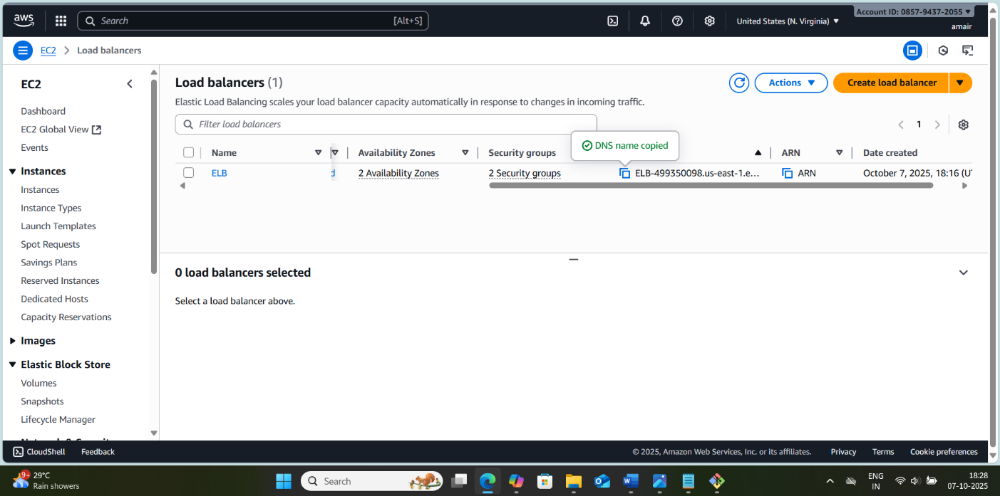 aws
Search [Alt+S]
United States (N. Virginia)
Account ID: 0857-9437-2055
amair
EC2 Load balancers
EC2
Dashboard
EC2 Global View
Events
Instances
Instances
Instance Types
Launch Templates
Spot Requests
Savings Plans
Reserved Instances
Dedicated Hosts
Capacity Reservations
Images
Elastic Block Store
Volumes
Snapshots
Lifecycle Manager
Load balancers (1)
Actions
Create load balancer
Elastic Load Balancing scales your load balancer capacity automatically in response to changes in incoming traffic.
Filter load balancers
1
DNS name copied
Name Availability Zones Security groups ARN Date created
ELB d 2 Availability Zones 2 Security groups ELB-499350098.us-east-1.e... ARN October 7, 2025, 18:16 (U
0 load balancers selected
Select a load balancer above.
CloudShell Feedback © 2025, Amazon Web Services, Inc. or its affiliates. Privacy Terms Cookie preferences
9+
29°C
Rain showers
Search
ENG
IN
18:28
07-10-2025